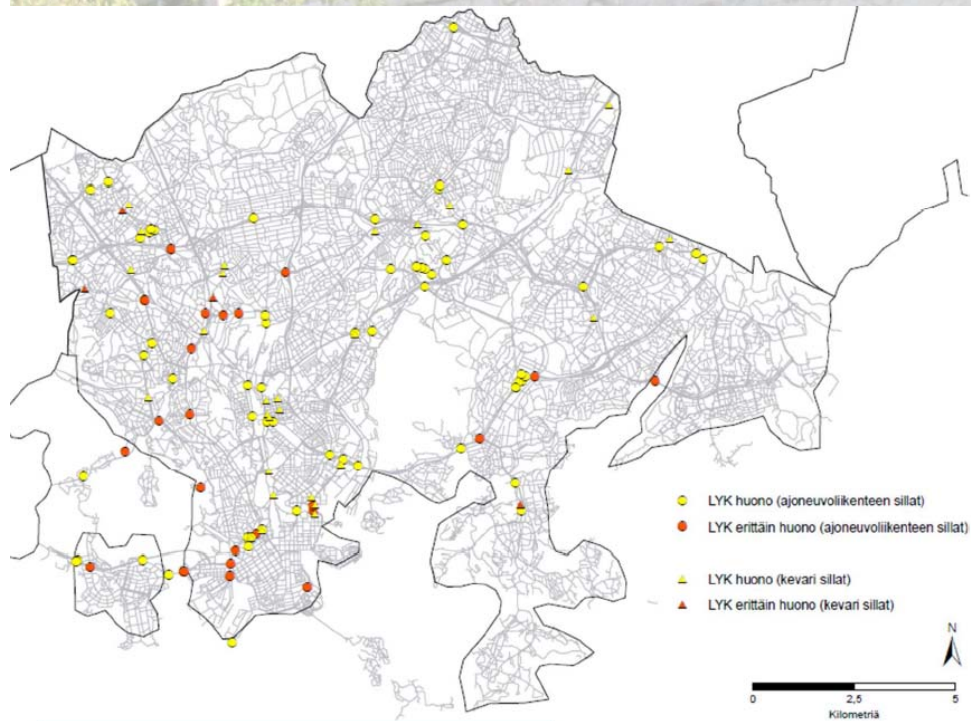 LYK huono (ajoneuvoliikenteen sillat)
LYK erittäin huono (ajoneuvoliikenteen sillat)
LYK huono (kevari sillat)
LYK erittäin huono (kevari sillat)
N
0 2,5 5
Kilometriä